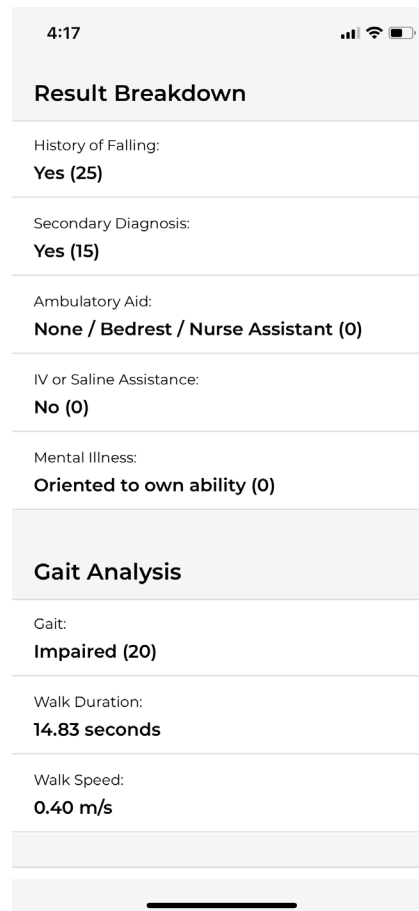 4:17
Result Breakdown
History of Falling:
Yes (25)
Secondary Diagnosis:
Yes (15)
Ambulatory Aid:
None / Bedrest / Nurse Assistant (0)
IV or Saline Assistance:
No (0)
Mental Illness:
Oriented to own ability (0)
Gait Analysis
Gait:
Impaired (20)
Walk Duration:
14.83 seconds
Walk Speed:
0.40 m/s